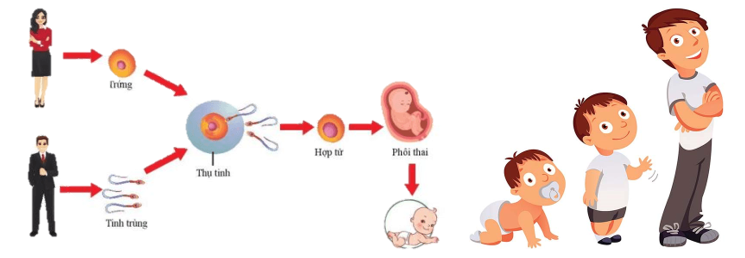 Trứng
Thụ tinh
Hợp tử
Phôi thai
Tinh trùng